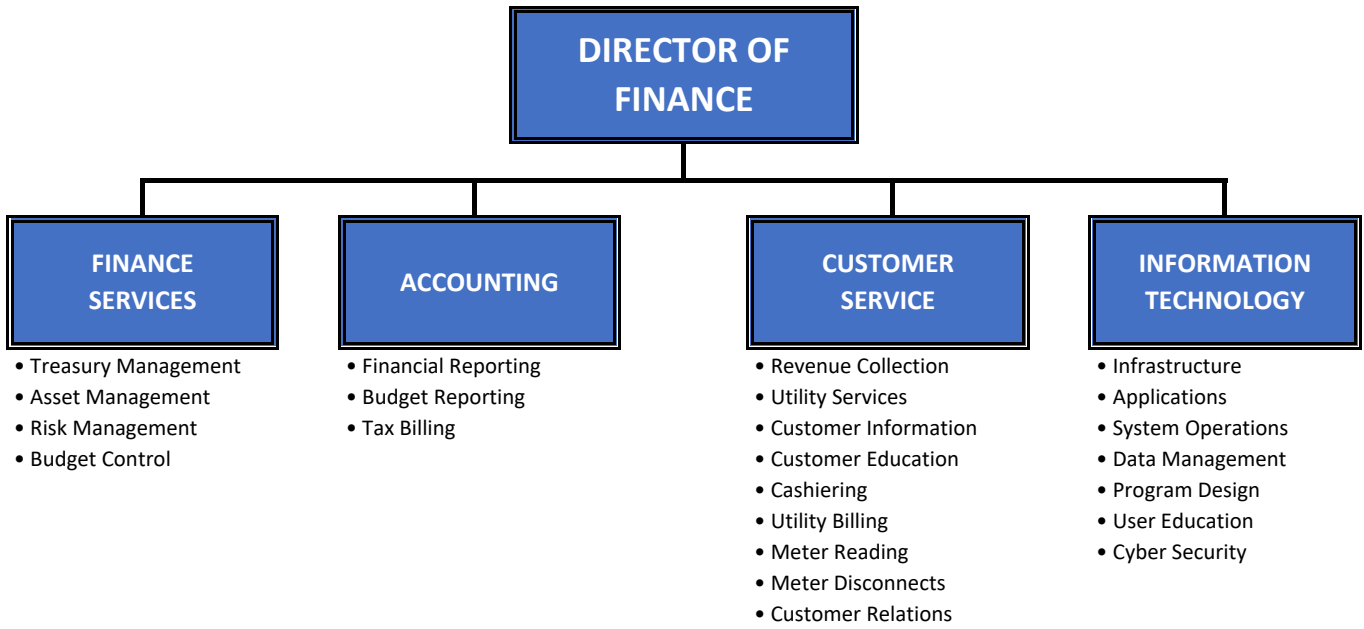 DIRECTOR OF
FINANCE
FINANCE
SERVICES
• Treasury Management
• Asset Management
• Risk Management
• Budget Control
ACCOUNTING
• Financial Reporting
• Budget Reporting
• Tax Billing
CUSTOMER
SERVICE
• Revenue Collection
• Utility Services
• Customer Information
• Customer Education
• Cashiering
• Utility Billing
• Meter Reading
• Meter Disconnects
• Customer Relations
INFORMATION
TECHNOLOGY
• Infrastructure
• Applications
• System Operations
• Data Management
• Program Design
• User Education
• Cyber Security